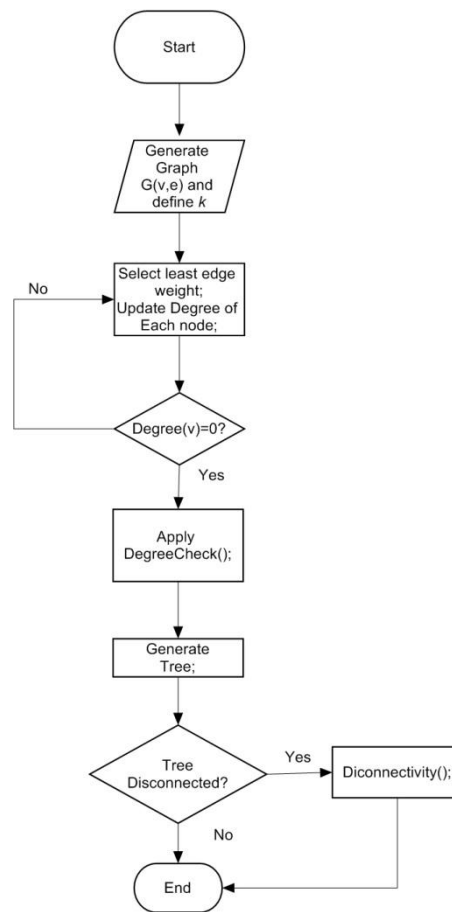 Start
Generate
Graph
G(v,e) and
define k
No
Select least edge
weight;
Update Degree of
Each node;
Degree(v)=0?
Yes
Apply
DegreeCheck();
Generate
Tree;
Tree
Disconnected?
Yes
Diconnectivity();
No
End